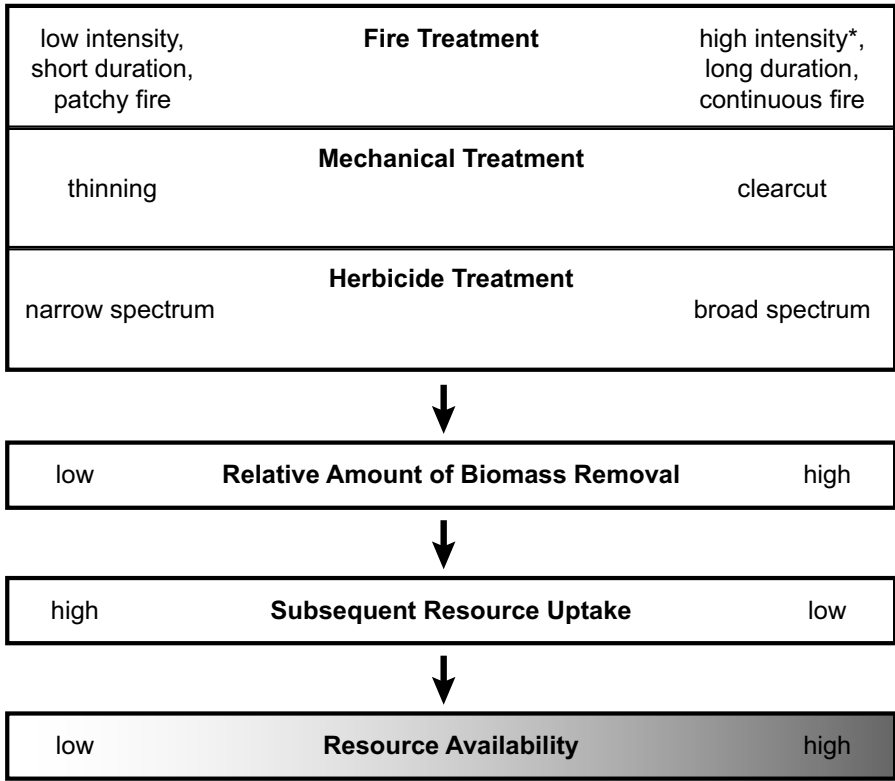 low intensity,
short duration,
patchy fire
Fire Treatment
high intensity*,
long duration,
continuous fire
Mechanical Treatment
thinning
clearcut
Herbicide Treatment
narrow spectrum
broad spectrum
low
Relative Amount of Biomass Removal
high
high
Subsequent Resource Uptake
low
low
Resource Availability
high